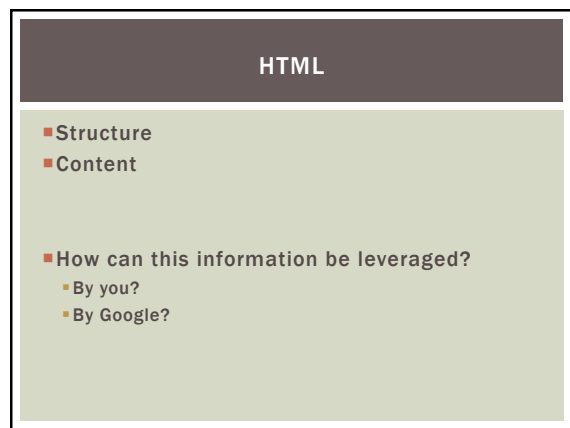 HTML
Structure
Content
How can this information be leveraged?
By you?
By Google?